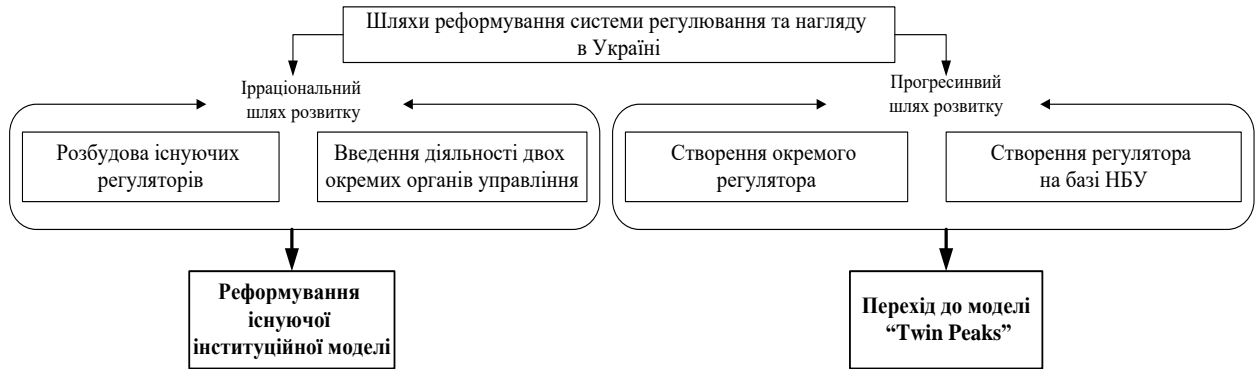 Шляхи реформування системи регулювання та нагляду
в Україні
Ірраціональний
шлях розвитку
Прогресинвий
шлях розвитку
Розбудова існуючих
регуляторів
Введення діяльності двох
окремих органів управління
Створення окремого
регулятора
Створення регулятора
на базі НБУ
Реформування
існуючої
інституційної моделі
Перехід до моделі
“Twin Peaks”